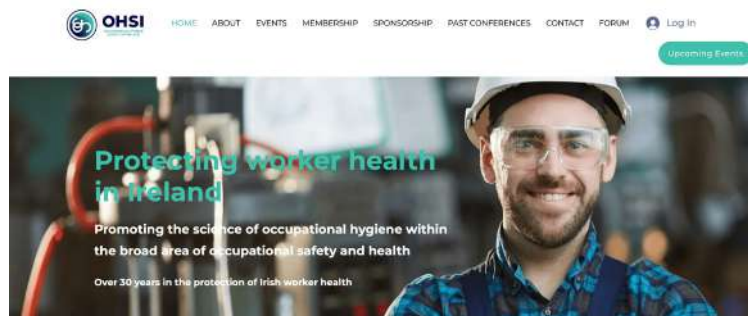 OHSI
HOME ABOUT EVENTS MEMBERSHIP SPONSORSHIP PAST CONFERENCES CONTACT FORUM Log In
Upcoming Events
Protecting worker health
in Ireland
Promoting the science of occupational hygiene within
the broad area of occupational safety and health
Over 30 years in the protection of Irish worker health